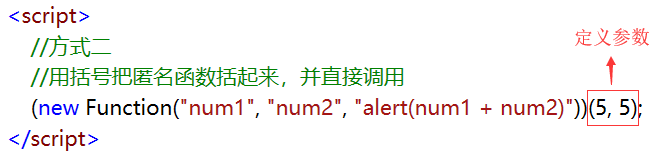 <script>
定义参数
//方式二
//用括号把匿名函数括起来，并直接调用
(new Function("num1", "num2", "alert(num1 + num2)"))(5, 5);
</script>